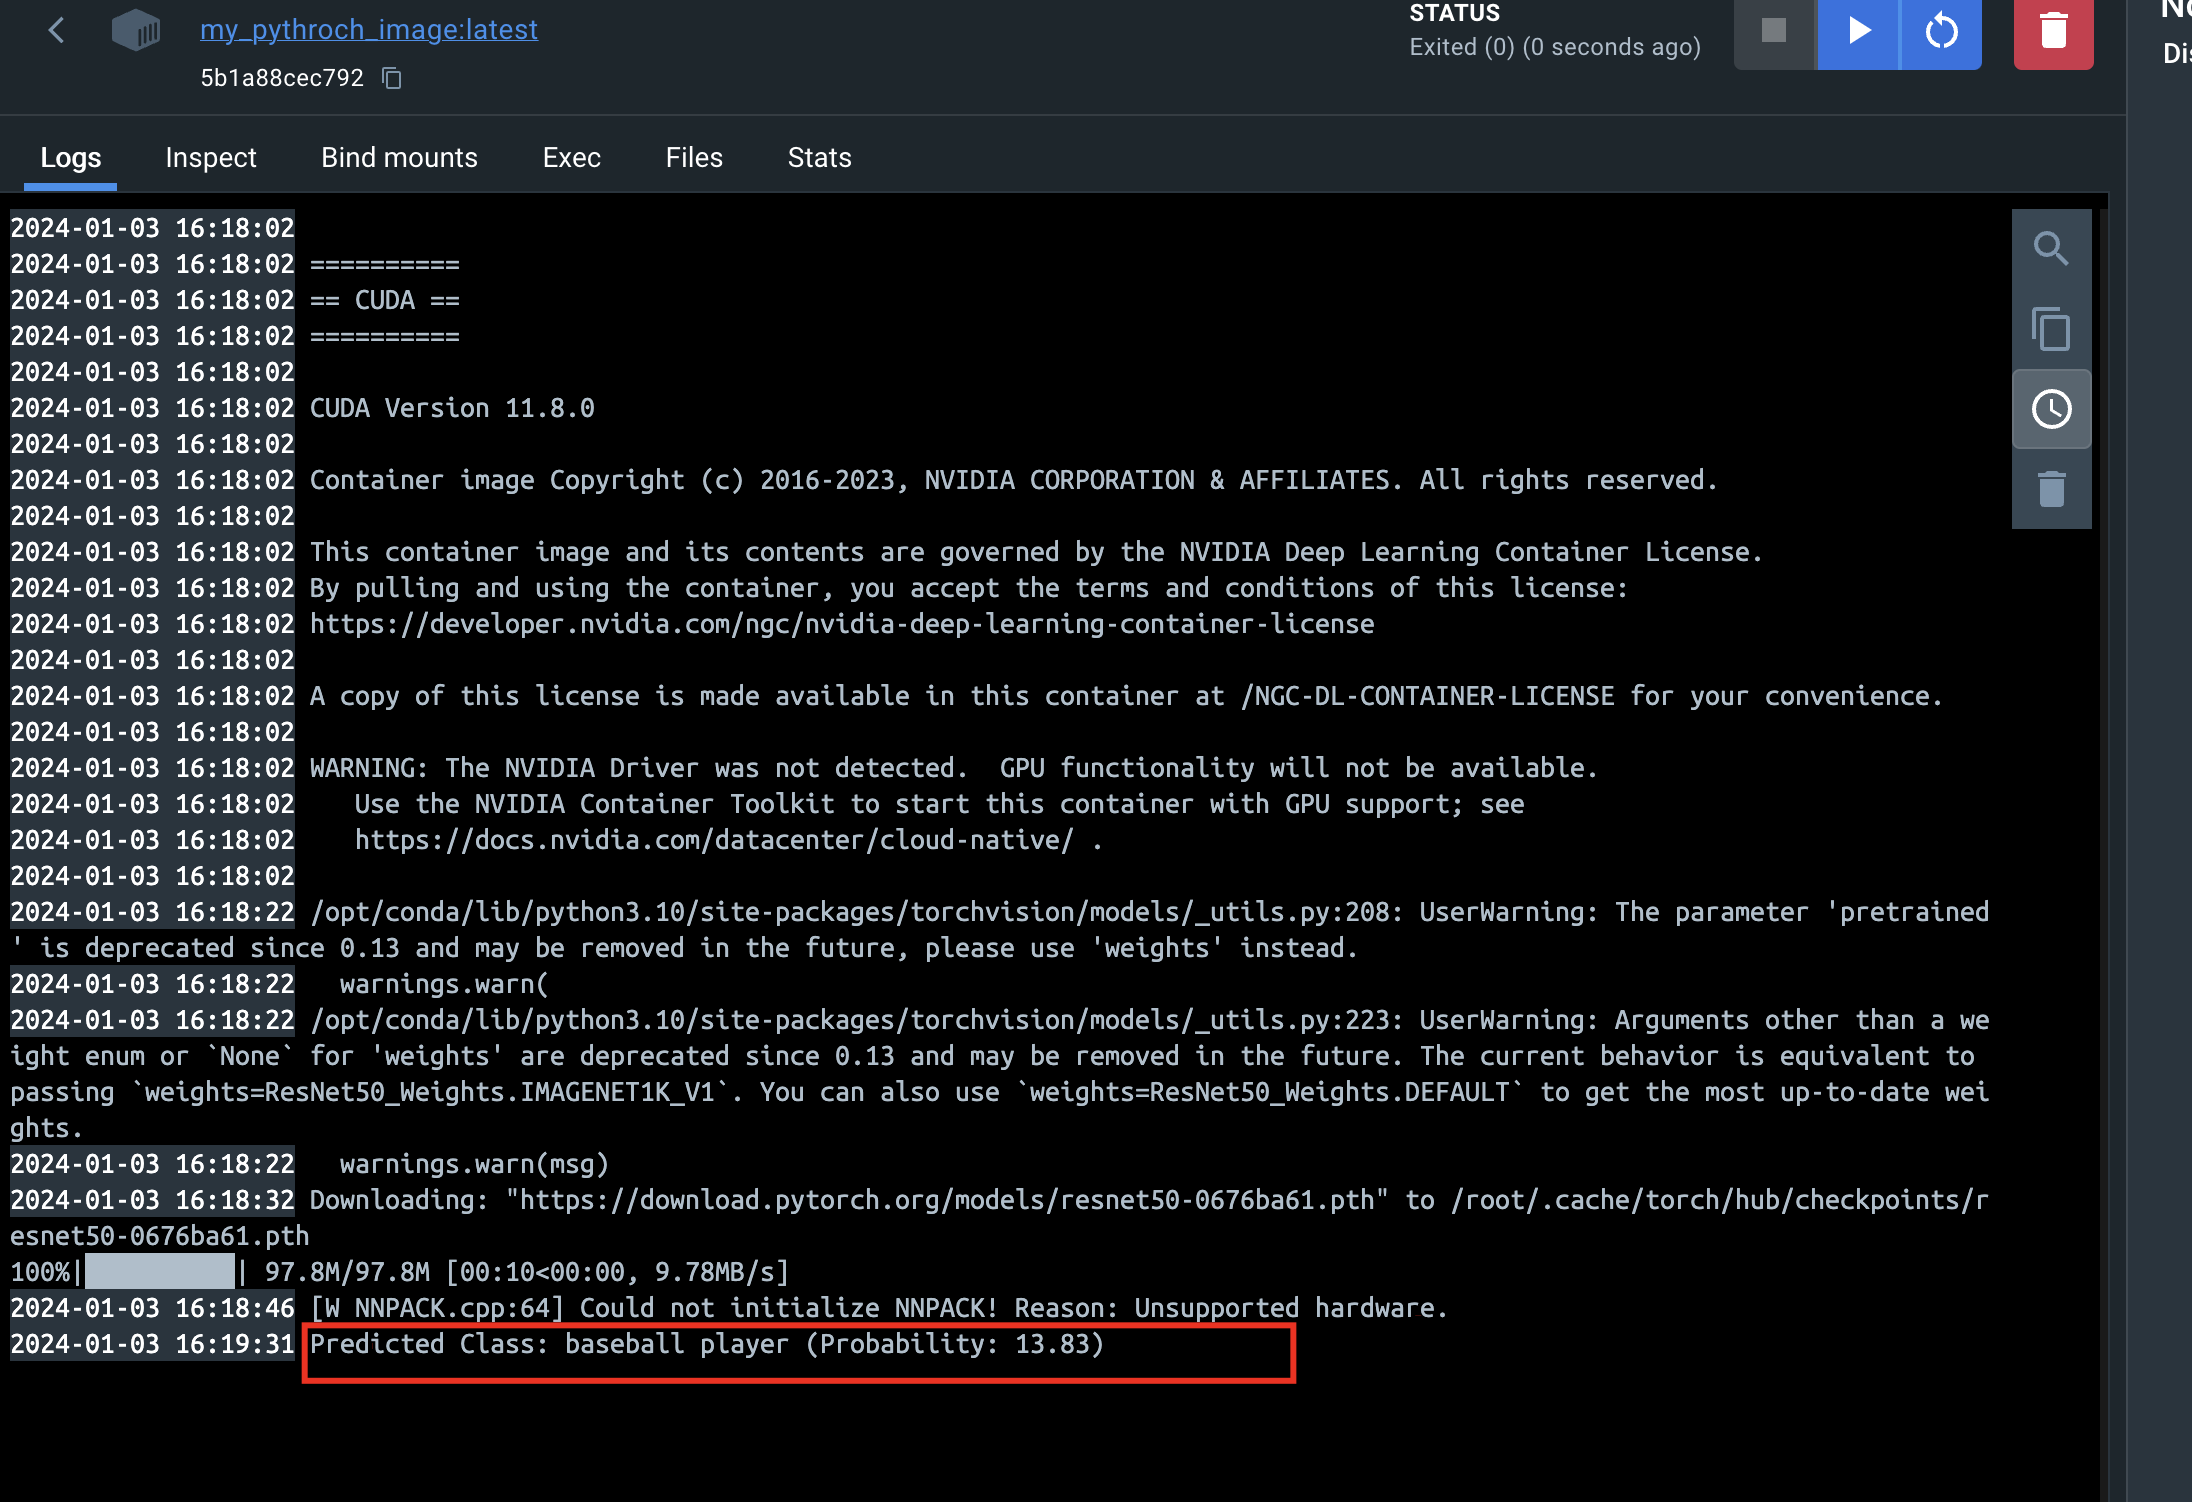 my_pythroch_image:latest
5b1a88cec792
STATUS
Exited (0) (0 seconds ago)
Logs Inspect Bind mounts Exec Files Stats
2024-01-03 16:18:02
2024-01-03 16:18:02 ==========
2024-01-03 16:18:02 == CUDA ==
2024-01-03 16:18:02 ==========
2024-01-03 16:18:02
2024-01-03 16:18:02 CUDA Version 11.8.0
2024-01-03 16:18:02
2024-01-03 16:18:02 Container image Copyright (c) 2016-2023, NVIDIA CORPORATION & AFFILIATES. All rights reserved.
2024-01-03 16:18:02
2024-01-03 16:18:02 This container image and its contents are governed by the NVIDIA Deep Learning Container License.
2024-01-03 16:18:02 By pulling and using the container, you accept the terms and conditions of this license:
2024-01-03 16:18:02 https://developer.nvidia.com/ngc/nvidia-deep-learning-container-license
2024-01-03 16:18:02
2024-01-03 16:18:02 A copy of this license is made available in this container at /NGC-DL-CONTAINER-LICENSE for your convenience.
2024-01-03 16:18:02
2024-01-03 16:18:02 WARNING: The NVIDIA Driver was not detected.  GPU functionality will not be available.
2024-01-03 16:18:02    Use the NVIDIA Container Toolkit to start this container with GPU support; see
2024-01-03 16:18:02    https://docs.nvidia.com/datacenter/cloud-native/ .
2024-01-03 16:18:02
2024-01-03 16:18:22 /opt/conda/lib/python3.10/site-packages/torchvision/models/_utils.py:208: UserWarning: The parameter 'pretrained
' is deprecated since 0.13 and may be removed in the future, please use 'weights' instead.
2024-01-03 16:18:22   warnings.warn(
2024-01-03 16:18:22 /opt/conda/lib/python3.10/site-packages/torchvision/models/_utils.py:223: UserWarning: Arguments other than a we
ight enum or `None` for 'weights' are deprecated since 0.13 and may be removed in the future. The current behavior is equivalent to
passing `weights=ResNet50_Weights.IMAGENET1K_V1`. You can also use `weights=ResNet50_Weights.DEFAULT` to get the most up-to-date wei
ghts.
2024-01-03 16:18:22   warnings.warn(msg)
2024-01-03 16:18:32 Downloading: "https://download.pytorch.org/models/resnet50-0676ba61.pth" to /root/.cache/torch/hub/checkpoints/r
esnet50-0676ba61.pth
100%|██████████| 97.8M/97.8M [00:10<00:00, 9.78MB/s]
2024-01-03 16:18:46 [W NNPACK.cpp:64] Could not initialize NNPACK! Reason: Unsupported hardware.
2024-01-03 16:19:31 Predicted Class: baseball player (Probability: 13.83)